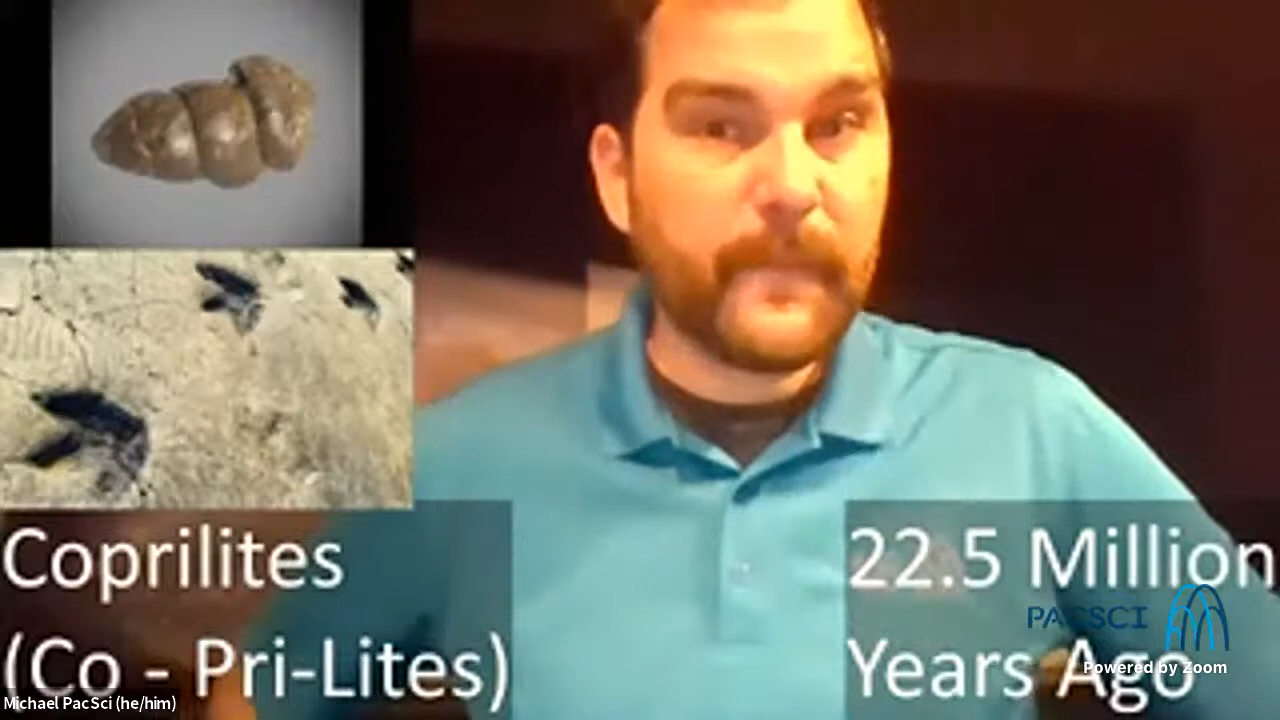 Coprilites
(Co - Pri-Lites)
22.5 Million
Years Ago
PACSCI
Powered by Zoom
Michael PacSci (he/him)